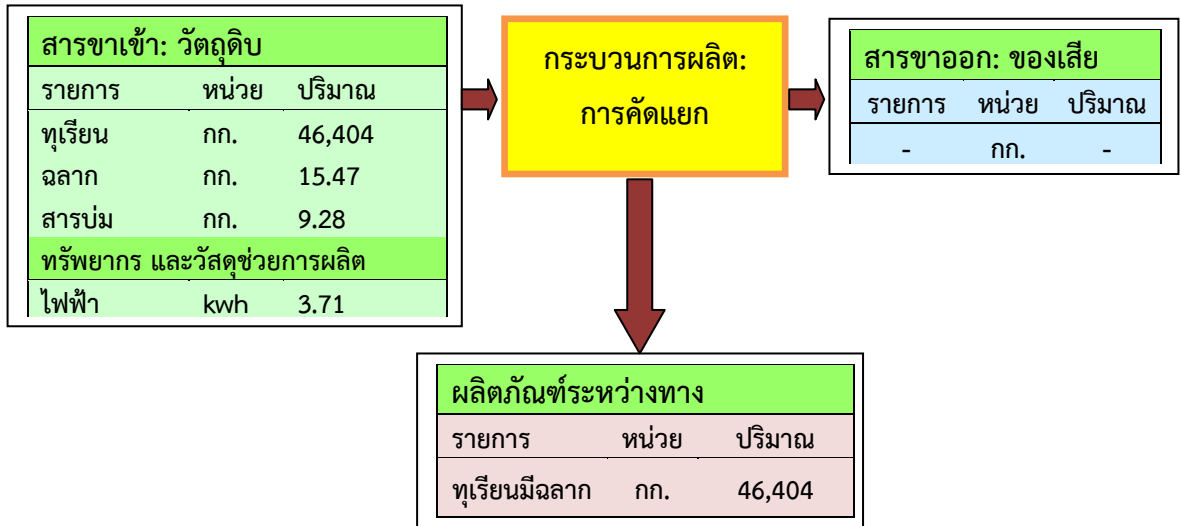 สารขาเข้า: วัตถุดิบ
รายการ หน่วย ปริมาณ
ทุเรียน กก. 46,404
ฉลาก กก. 15.47
สารบ่ม กก. 9.28
ทรัพยากร และวัสดุช่วยการผลิต
ไฟฟ้า kwh 3.71
กระบวนการผลิต:
การคัดแยก
สารขาออก: ของเสีย
รายการ หน่วย ปริมาณ
- กก. -
ผลิตภัณฑ์ระหว่างทาง
รายการ หน่วย ปริมาณ
ทุเรียนมีฉลาก กก. 46,404